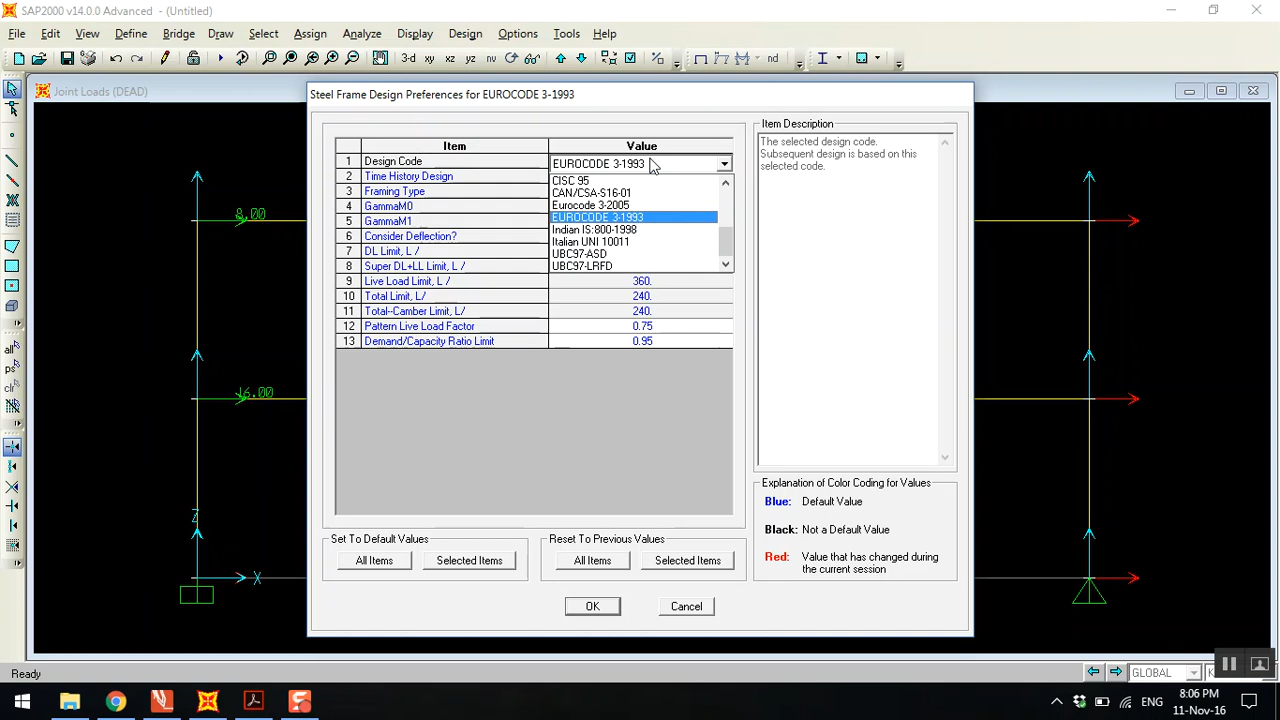 SAP2000 v14.0.0 Advanced - (Untitled)
File Edit View Define Bridge Draw Select Assign Analyze Display Design Options Tools Help
3-d xy xz yz nv nd
Joint Loads (DEAD)
Steel Frame Design Preferences for EUROCODE 3-1993
Item Value
1 Design Code EUROCODE 3-1993
2 Time History Design
3 Framing Type
4 GammaM0
5 GammaM1
6 Consider Deflection?
7 DL Limit, L /
8 Super DL+LL Limit, L /
9 Live Load Limit, L / 360.
10 Total Limit, L/ 240.
11 Total--Camber Limit, L/ 240.
12 Pattern Live Load Factor 0.75
13 Demand/Capacity Ratio Limit 0.95
CISC 95
CAN/CSA-S16-01
Eurocode 3-2005
EUROCODE 3-1993
Indian IS:800-1998
Italian UNI 10011
UBC97-ASD
UBC97-LRFD
Item Description
The selected design code.
Subsequent design is based on this
selected code.
Explanation of Color Coding for Values
Blue: Default Value
Black: Not a Default Value
Red: Value that has changed during
the current session
Set To Default Values
All Items Selected Items
Reset To Previous Values
All Items Selected Items
OK Cancel
8.00
16.00
Z
X
all
ps
clr
Ready
GLOBAL
ENG
8:06 PM
11-Nov-16